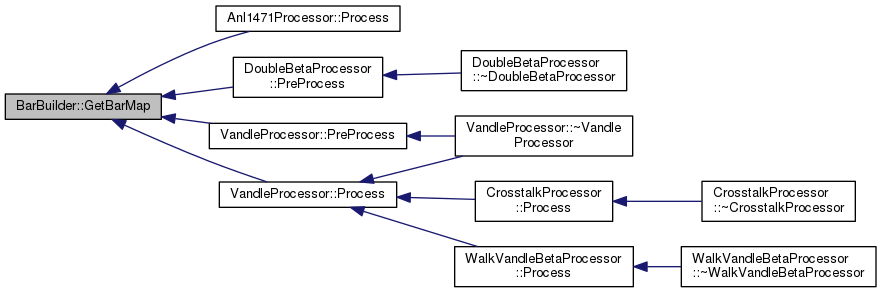 Anl1471Processor::Process
DoubleBetaProcessor
::PreProcess
DoubleBetaProcessor
::~DoubleBetaProcessor
BarBuilder::GetBarMap
VandleProcessor::PreProcess
VandleProcessor::~Vandle
Processor
VandleProcessor::Process
CrosstalkProcessor
::Process
CrosstalkProcessor
::~CrosstalkProcessor
WalkVandleBetaProcessor
::Process
WalkVandleBetaProcessor
::~WalkVandleBetaProcessor